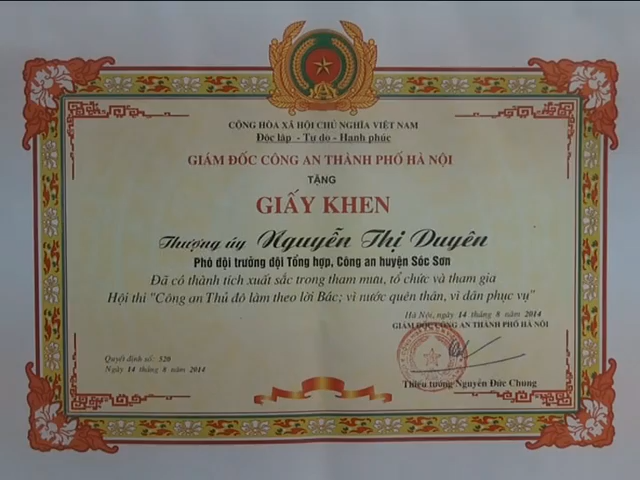 CỘNG HÒA XÃ HỘI CHỦ NGHĨA VIỆT NAM
Độc lập - Tự do - Hạnh phúc
GIÁM ĐỐC CÔNG AN THÀNH PHỐ HÀ NỘI
TẶNG
GIẤY KHEN
Thượng úy Nguyễn Thị Duyên
Phó đội trưởng đội Tổng hợp, Công an huyện Sóc Sơn
Đã có thành tích xuất sắc trong tham mưu, tổ chức và tham gia
Hội thi "Công an Thủ đô làm theo lời Bác; vì nước quên thân, vì dân phục vụ"
Hà Nội, ngày 14 tháng 8 năm 2014
GIÁM ĐỐC CÔNG AN THÀNH PHỐ HÀ NỘI
Quyết định số: 520
Ngày 14 tháng 8 năm 2014
Thiếu tướng Nguyễn Đức Chung